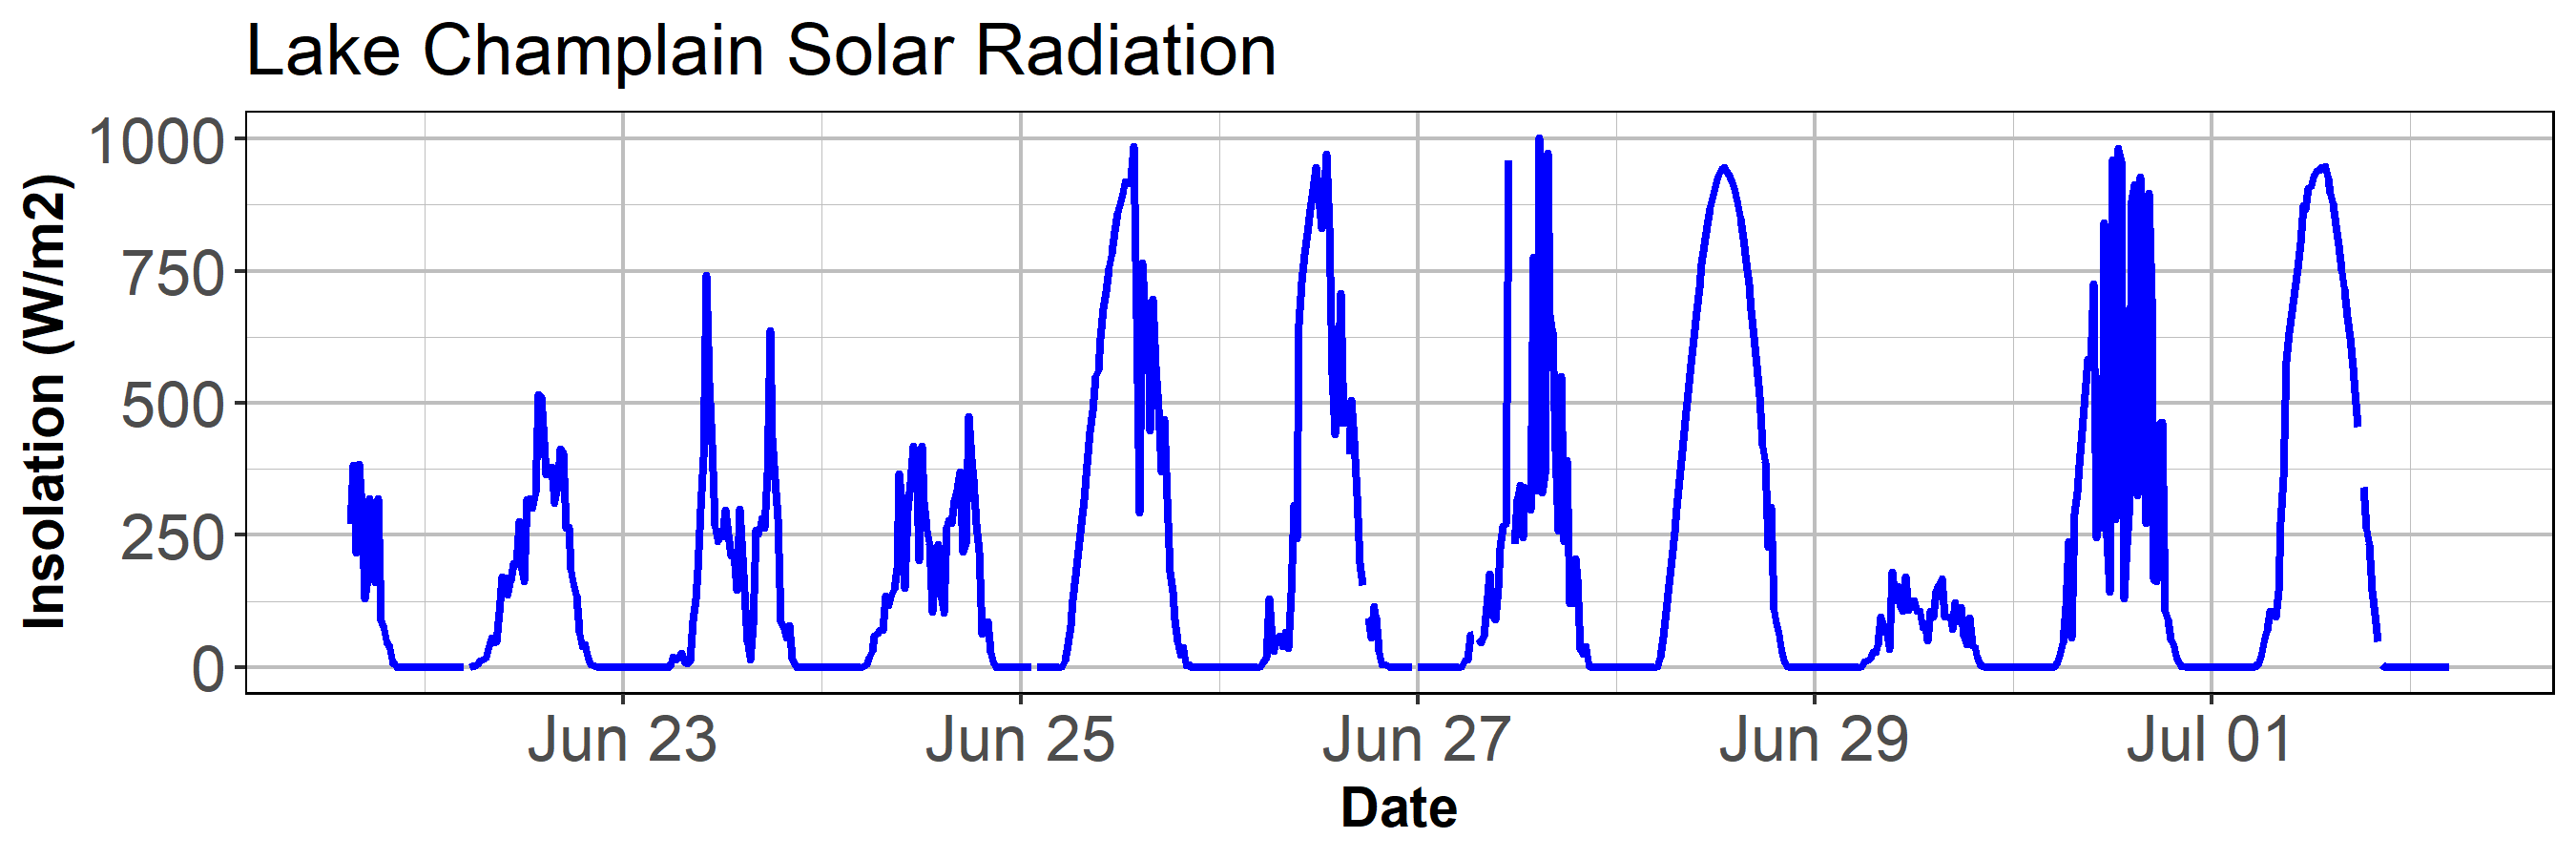 Lake Champlain Solar Radiation
Insolation (W/m2)
1000
750
500
250
0
Jun 23 Jun 25 Jun 27 Jun 29 Jul 01
Date